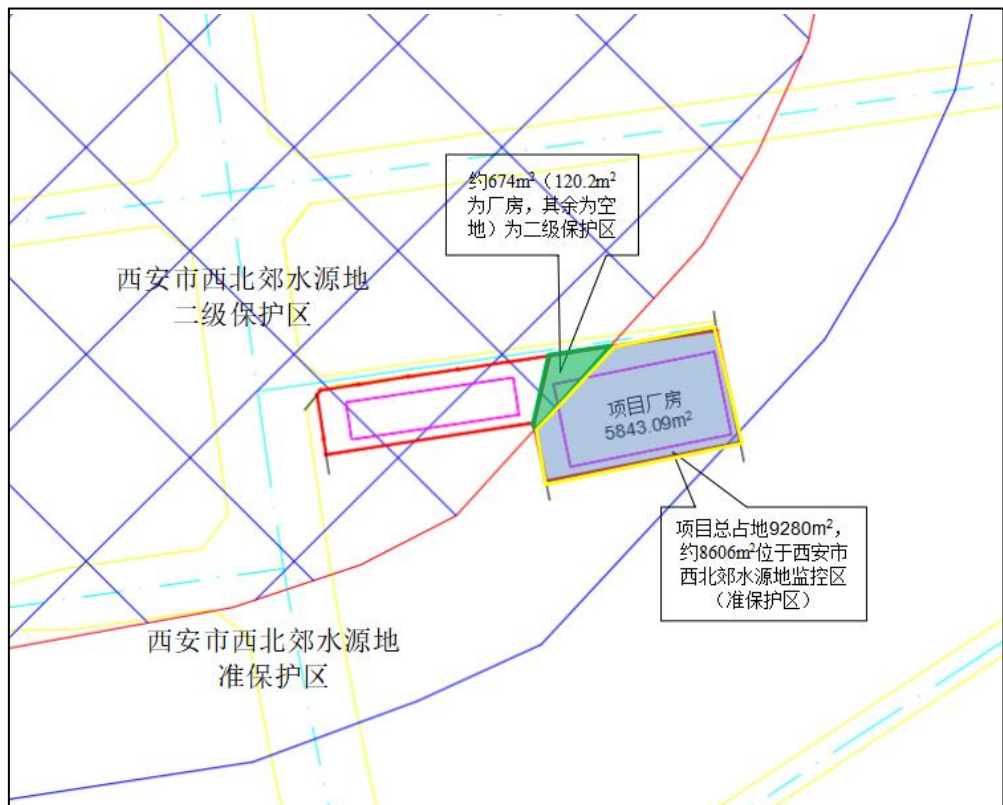 约674m²（120.2m²
为厂房，其余为空
地）为二级保护区
西安市西北郊水源地
二级保护区
项目厂房
5843.09m²
项目总占地9280m²，
约8606m²位于西安市
西北郊水源地监控区
（准保护区）
西安市西北郊水源地
准保护区